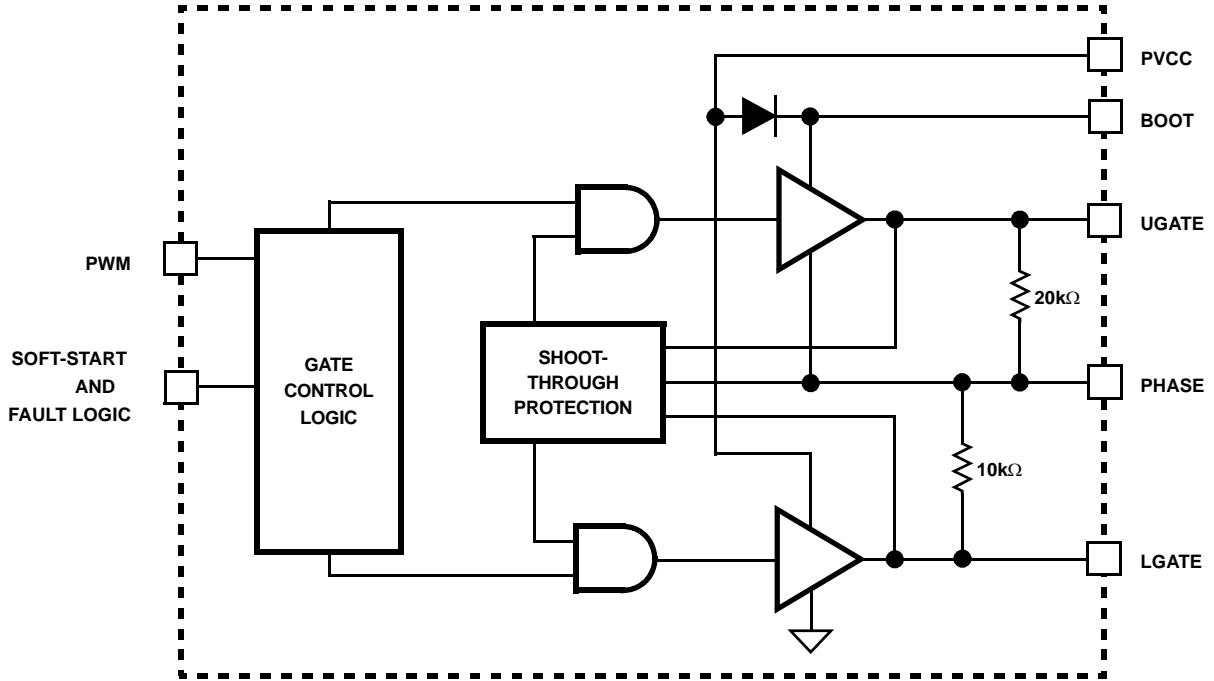 PVCC
BOOT
UGATE
PWM
20kΩ
SOFT-START
AND
FAULT LOGIC
GATE
CONTROL
LOGIC
SHOOT-
THROUGH
PROTECTION
PHASE
10kΩ
LGATE